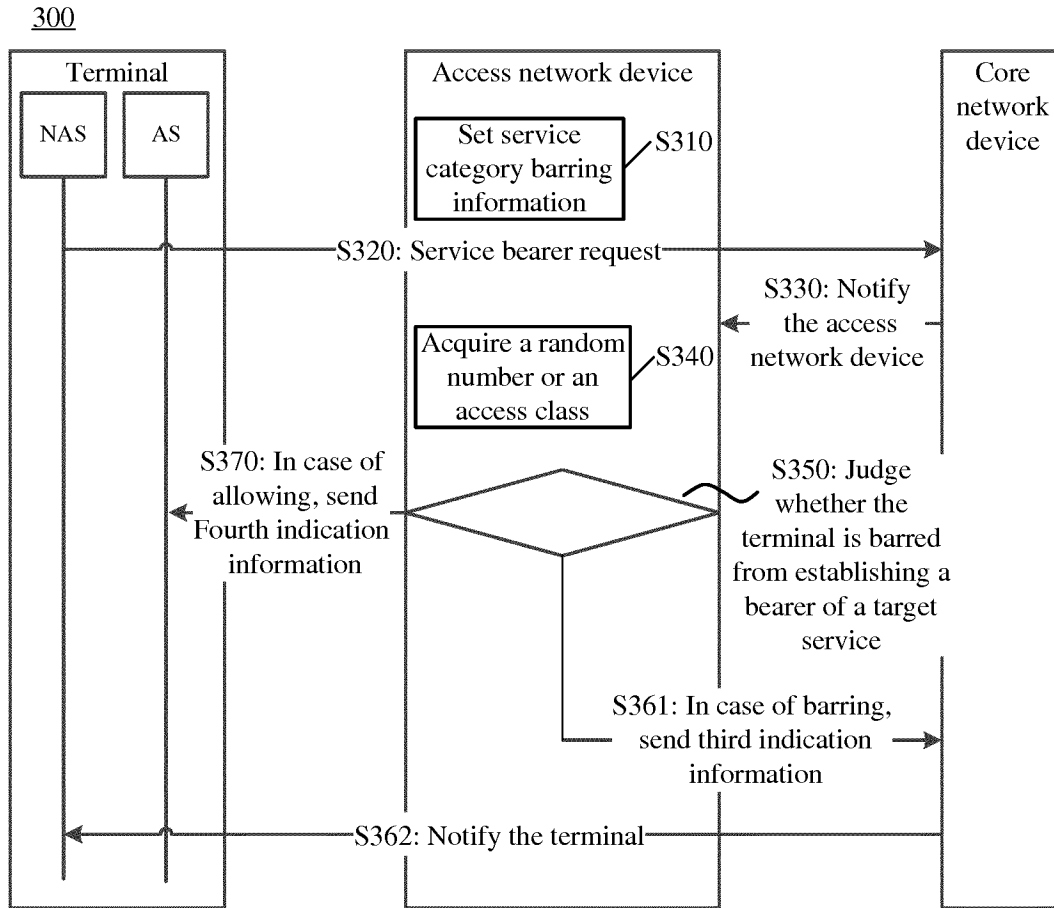 300
Terminal
Access network device
Core
network
device
NAS
AS
Set service
category barring
information
S310
S320: Service bearer request
S330: Notify
the access
network device
Acquire a random
number or an
access class
S340
S370: In case of
allowing, send
Fourth indication
information
S350: Judge
whether the
terminal is barred
from establishing a
bearer of a target
service
S361: In case of barring,
send third indication
information
S362: Notify the terminal